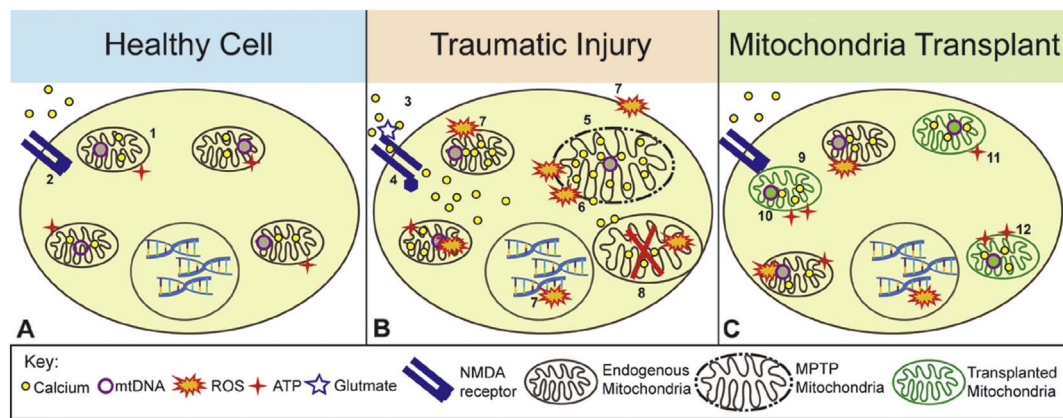 Healthy Cell
Traumatic Injury
Mitochondria Transplant
1
2
A
3
4
5
6
7
7
7
8
B
9
10
11
12
C
Key:
Calcium
mtDNA
ROS
ATP
Glutmate
NMDA
receptor
Endogenous
Mitochondria
MPTP
Mitochondria
Transplanted
Mitochondria